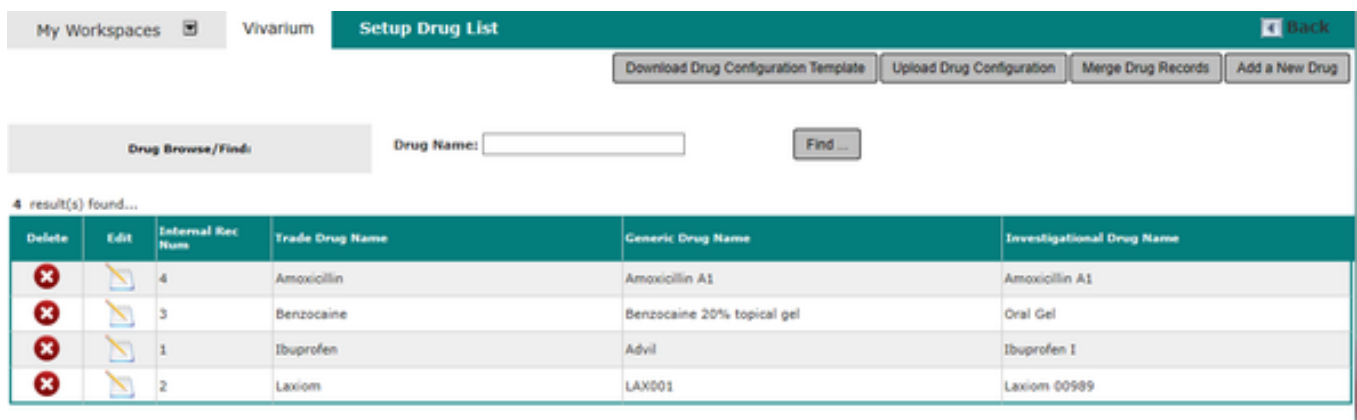 My Workspaces Vivarium Setup Drug List Back
Download Drug Configuration Template Upload Drug Configuration Merge Drug Records Add a New Drug
Drug Browse/Find: Drug Name: Find ...
4 result(s) found...
Delete Edit Internal Rec Num Trade Drug Name Generic Drug Name Investigational Drug Name
4 Amoxicillin Amoxicillin A1 Amoxicillin A1
3 Benzocaine Benzocaine 20% topical gel Oral Gel
1 Ibuprofen Advil Ibuprofen I
2 Laxiom LAX001 Laxiom 00989